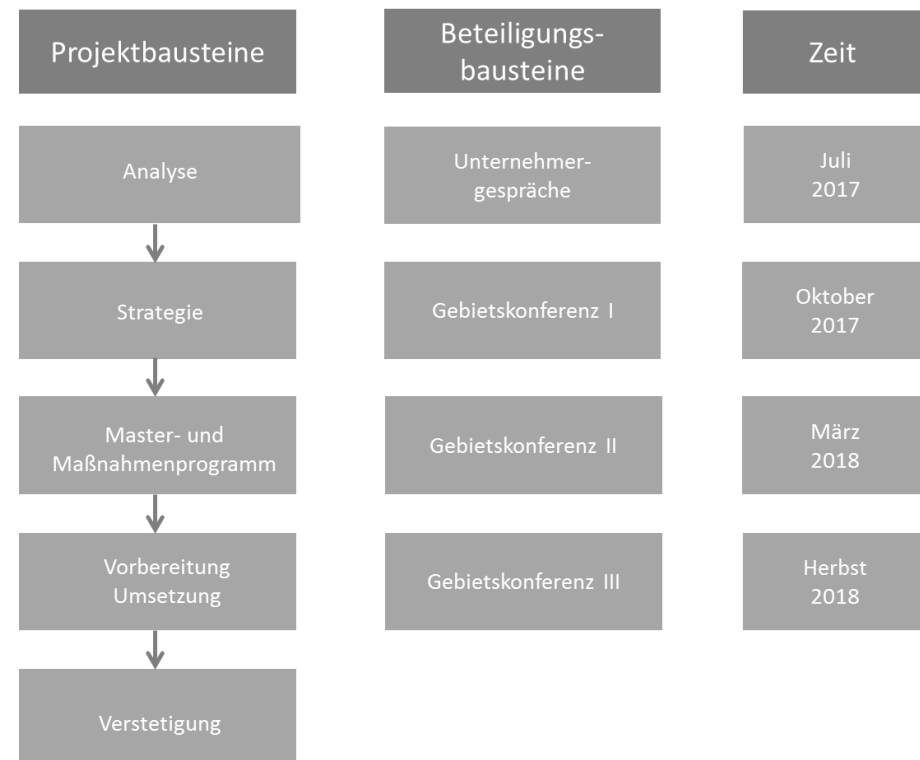 Projektbausteine
Beteiligungs-
bausteine
Zeit
Analyse
Unternehmer-
gespräche
Juli
2017
Strategie
Gebietskonferenz I
Oktober
2017
Master- und
Maßnahmenprogramm
Gebietskonferenz II
März
2018
Vorbereitung
Umsetzung
Gebietskonferenz III
Herbst
2018
Verstetigung